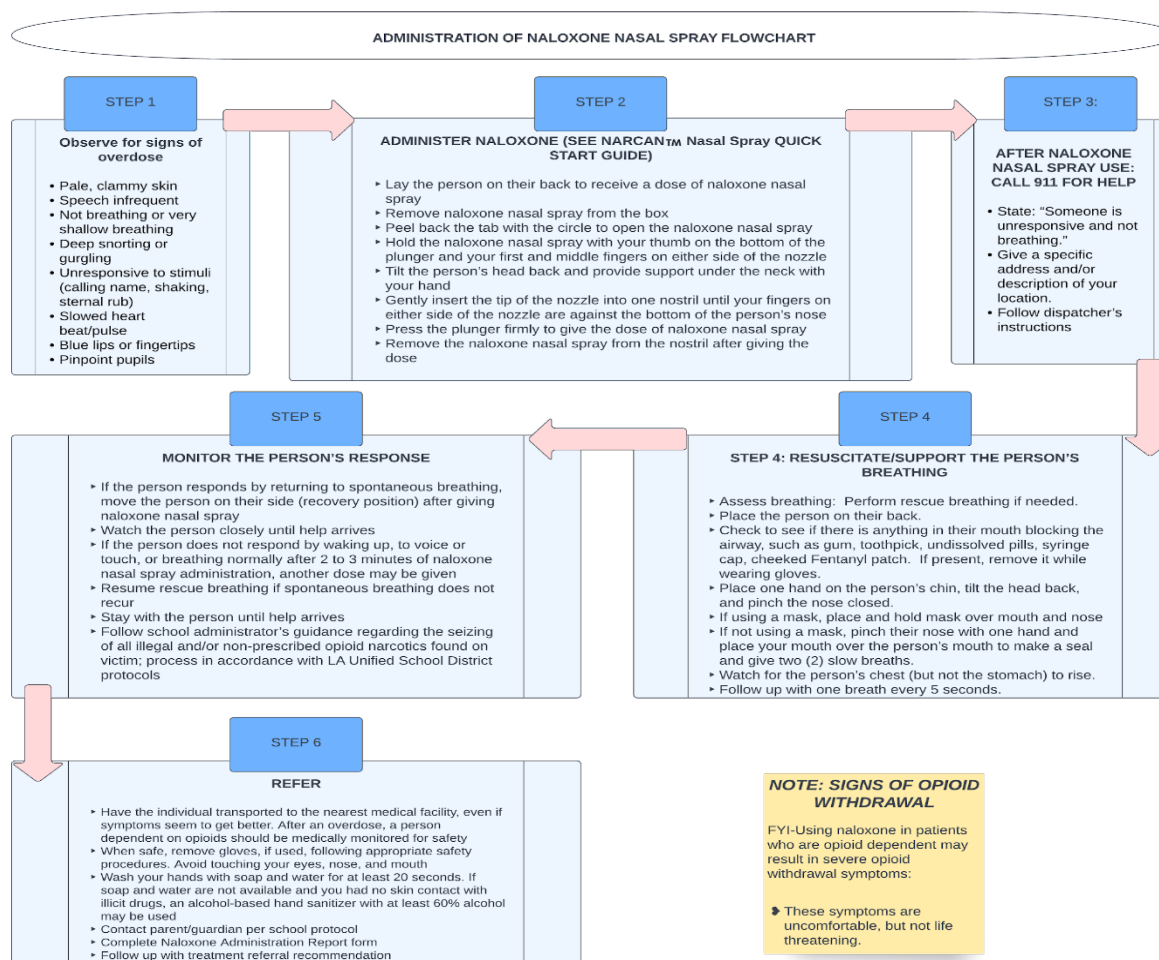 ADMINISTRATION OF NALOXONE NASAL SPRAY FLOWCHART
STEP 1
Observe for signs of
overdose
• Pale, clammy skin
• Speech infrequent
• Not breathing or very
shallow breathing
• Deep snorting or
gurgling
• Unresponsive to stimuli
(calling name, shaking,
sternal rub)
• Slowed heart
beat/pulse
• Blue lips or fingertips
• Pinpoint pupils
STEP 2
ADMINISTER NALOXONE (SEE NARCAN™ Nasal Spray QUICK
START GUIDE)
‣ Lay the person on their back to receive a dose of naloxone nasal
spray
‣ Remove naloxone nasal spray from the box
‣ Peel back the tab with the circle to open the naloxone nasal spray
‣ Hold the naloxone nasal spray with your thumb on the bottom of the
plunger and your first and middle fingers on either side of the nozzle
‣ Tilt the person's head back and provide support under the neck with
your hand
‣ Gently insert the tip of the nozzle into one nostril until your fingers on
either side of the nozzle are against the bottom of the person's nose
‣ Press the plunger firmly to give the dose of naloxone nasal spray
‣ Remove the naloxone nasal spray from the nostril after giving the
dose
STEP 3:
AFTER NALOXONE
NASAL SPRAY USE:
CALL 911 FOR HELP
• State: “Someone is
unresponsive and not
breathing.”
• Give a specific
address and/or
description of your
location.
• Follow dispatcher's
instructions
STEP 4
STEP 4: RESUSCITATE/SUPPORT THE PERSON'S
BREATHING
‣ Assess breathing:  Perform rescue breathing if needed.
‣ Place the person on their back.
‣ Check to see if there is anything in their mouth blocking the
airway, such as gum, toothpick, undissolved pills, syringe
cap, cheeked Fentanyl patch.  If present, remove it while
wearing gloves.
‣ Place one hand on the person's chin, tilt the head back,
and pinch the nose closed.
‣ If using a mask, place and hold mask over mouth and nose
‣ If not using a mask, pinch their nose with one hand and
place your mouth over the person's mouth to make a seal
and give two (2) slow breaths.
‣ Watch for the person's chest (but not the stomach) to rise.
‣ Follow up with one breath every 5 seconds.
STEP 5
MONITOR THE PERSON'S RESPONSE
‣ If the person responds by returning to spontaneous breathing,
move the person on their side (recovery position) after giving
naloxone nasal spray
‣ Watch the person closely until help arrives
‣ If the person does not respond by waking up, to voice or
touch, or breathing normally after 2 to 3 minutes of naloxone
nasal spray administration, another dose may be given
‣ Resume rescue breathing if spontaneous breathing does not
recur
‣ Stay with the person until help arrives
‣ Follow school administrator's guidance regarding the seizing
of all illegal and/or non-prescribed opioid narcotics found on
victim; process in accordance with LA Unified School District
protocols
STEP 6
REFER
‣ Have the individual transported to the nearest medical facility, even if
symptoms seem to get better. After an overdose, a person
dependent on opioids should be medically monitored for safety
‣ When safe, remove gloves, if used, following appropriate safety
procedures. Avoid touching your eyes, nose, and mouth
‣ Wash your hands with soap and water for at least 20 seconds. If
soap and water are not available and you had no skin contact with
illicit drugs, an alcohol-based hand sanitizer with at least 60% alcohol
may be used
‣ Contact parent/guardian per school protocol
‣ Complete Naloxone Administration Report form
‣ Follow up with treatment referral recommendation
NOTE: SIGNS OF OPIOID
WITHDRAWAL
FYI-Using naloxone in patients
who are opioid dependent may
result in severe opioid
withdrawal symptoms:
❥ These symptoms are
uncomfortable, but not life
threatening.